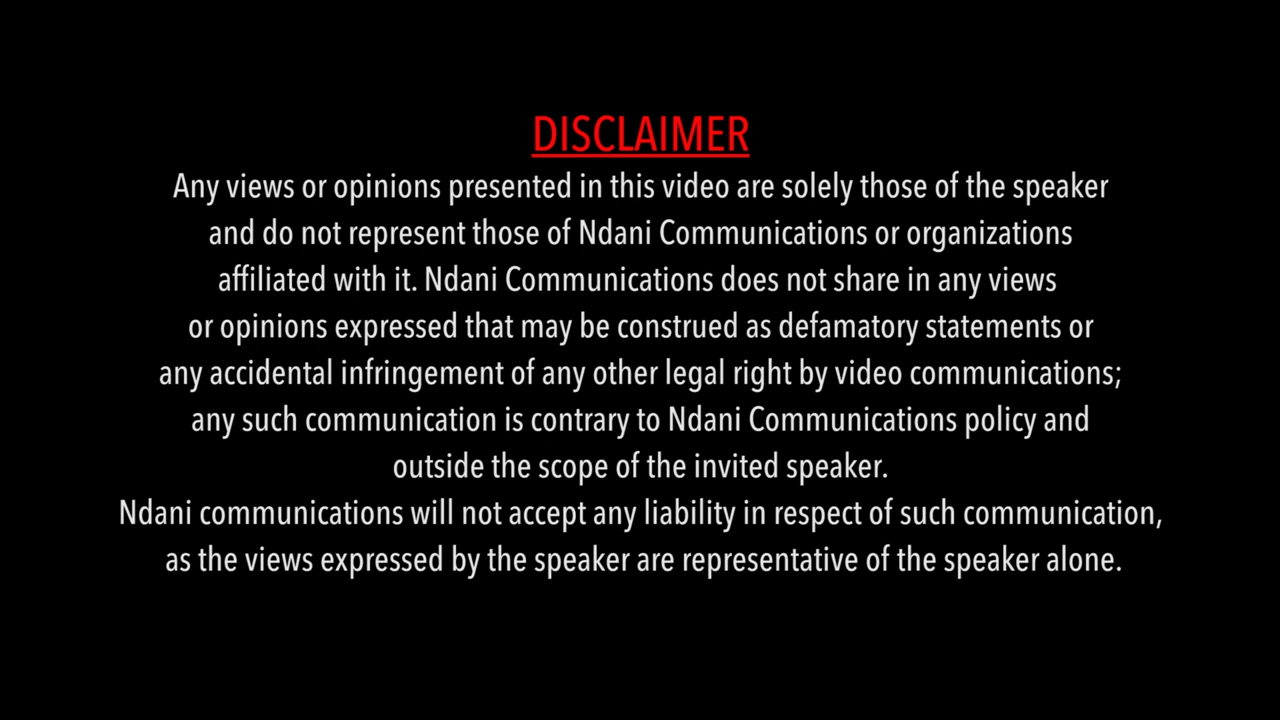 DISCLAIMER
Any views or opinions presented in this video are solely those of the speaker
and do not represent those of Ndani Communications or organizations
affiliated with it. Ndani Communications does not share in any views
or opinions expressed that may be construed as defamatory statements or
any accidental infringement of any other legal right by video communications;
any such communication is contrary to Ndani Communications policy and
outside the scope of the invited speaker.
Ndani communications will not accept any liability in respect of such communication,
as the views expressed by the speaker are representative of the speaker alone.